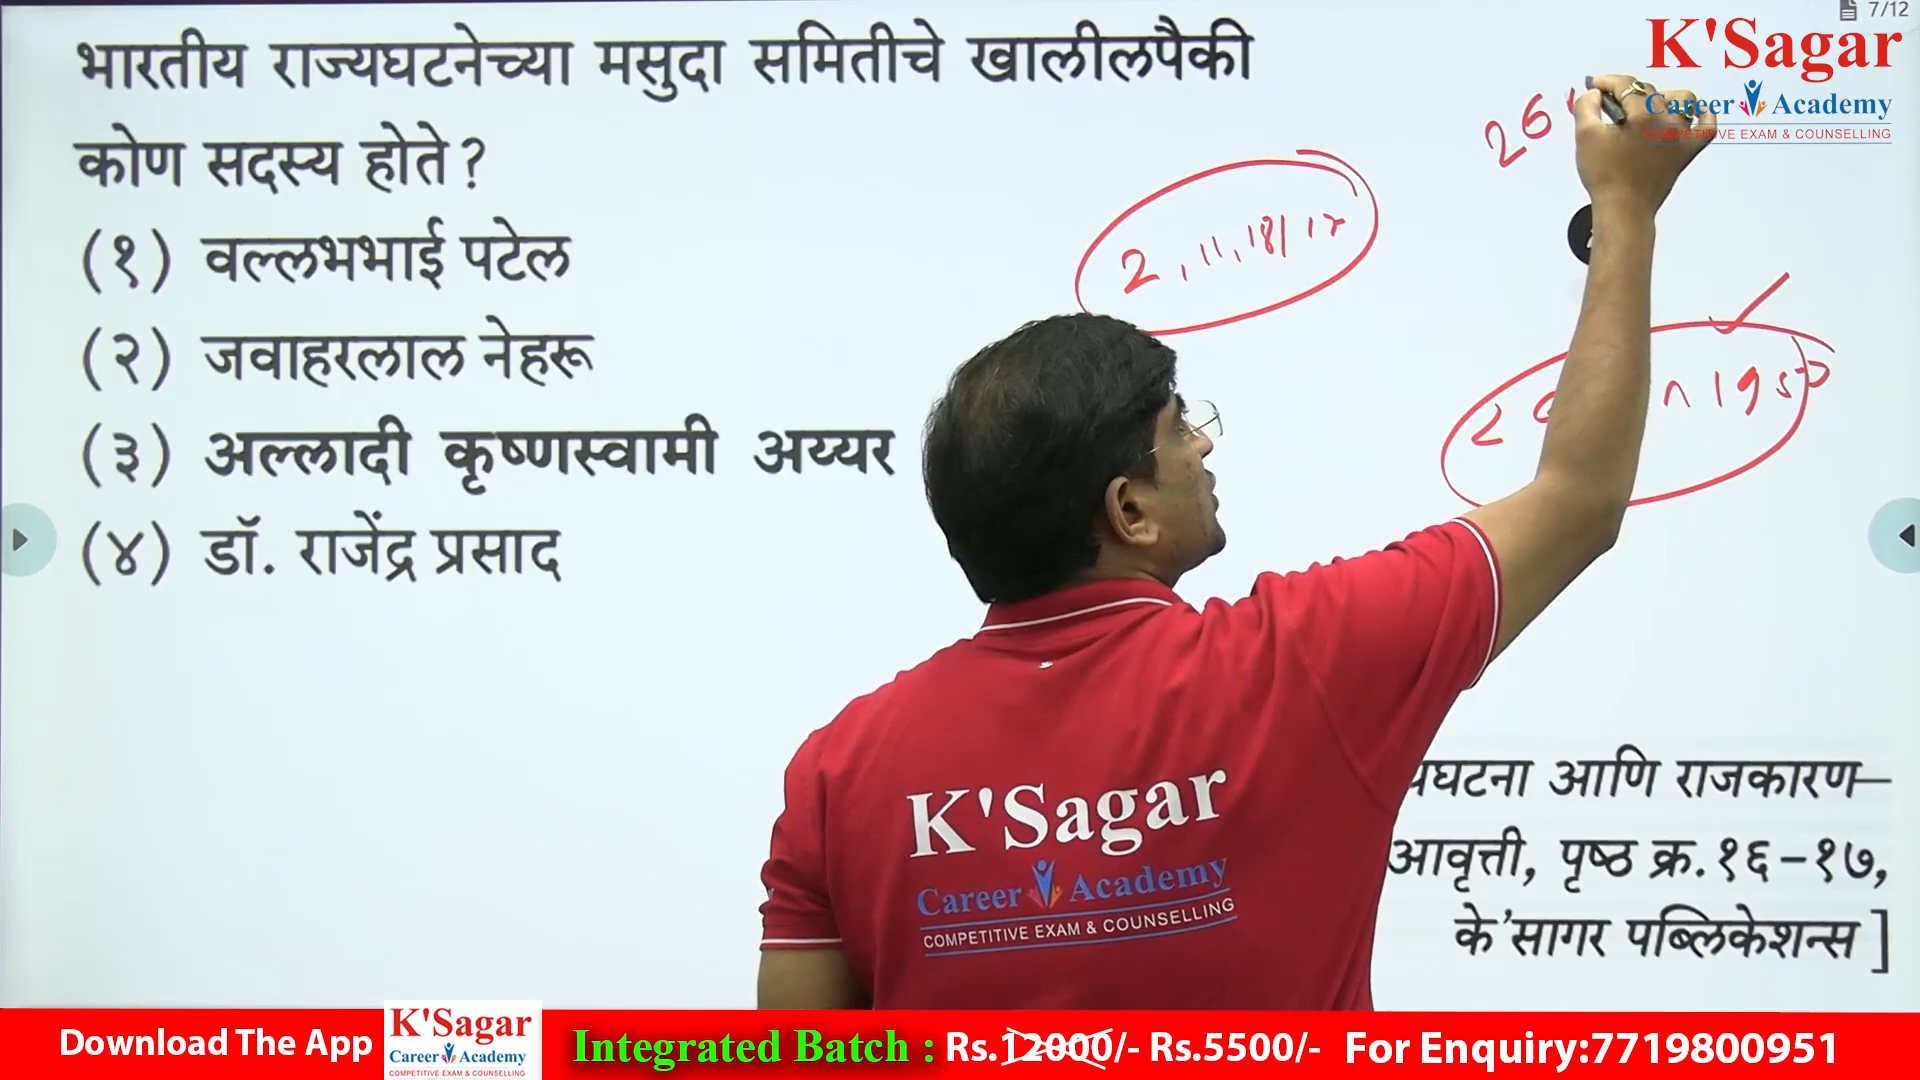 7/12
K'Sagar
Career Academy
COMPETITIVE EXAM & COUNSELLING
भारतीय राज्यघटनेच्या मसुदा समितीचे खालीलपैकी
कोण सदस्य होते?
(१) वल्लभभाई पटेल
(२) जवाहरलाल नेहरू
(३) अल्लादी कृष्णस्वामी अय्यर
(४) डॉ. राजेंद्र प्रसाद
26
2, 11, 18/17
1950
घटना आणि राजकारण–
आवृत्ती, पृष्ठ क्र.१६–१७,
के'सागर पब्लिकेशन्स]
K'Sagar
Career Academy
COMPETITIVE EXAM & COUNSELLING
Download The App
K'Sagar
Career Academy
COMPETITIVE EXAM & COUNSELLING
Integrated Batch : Rs.12000/- Rs.5500/- For Enquiry:7719800951